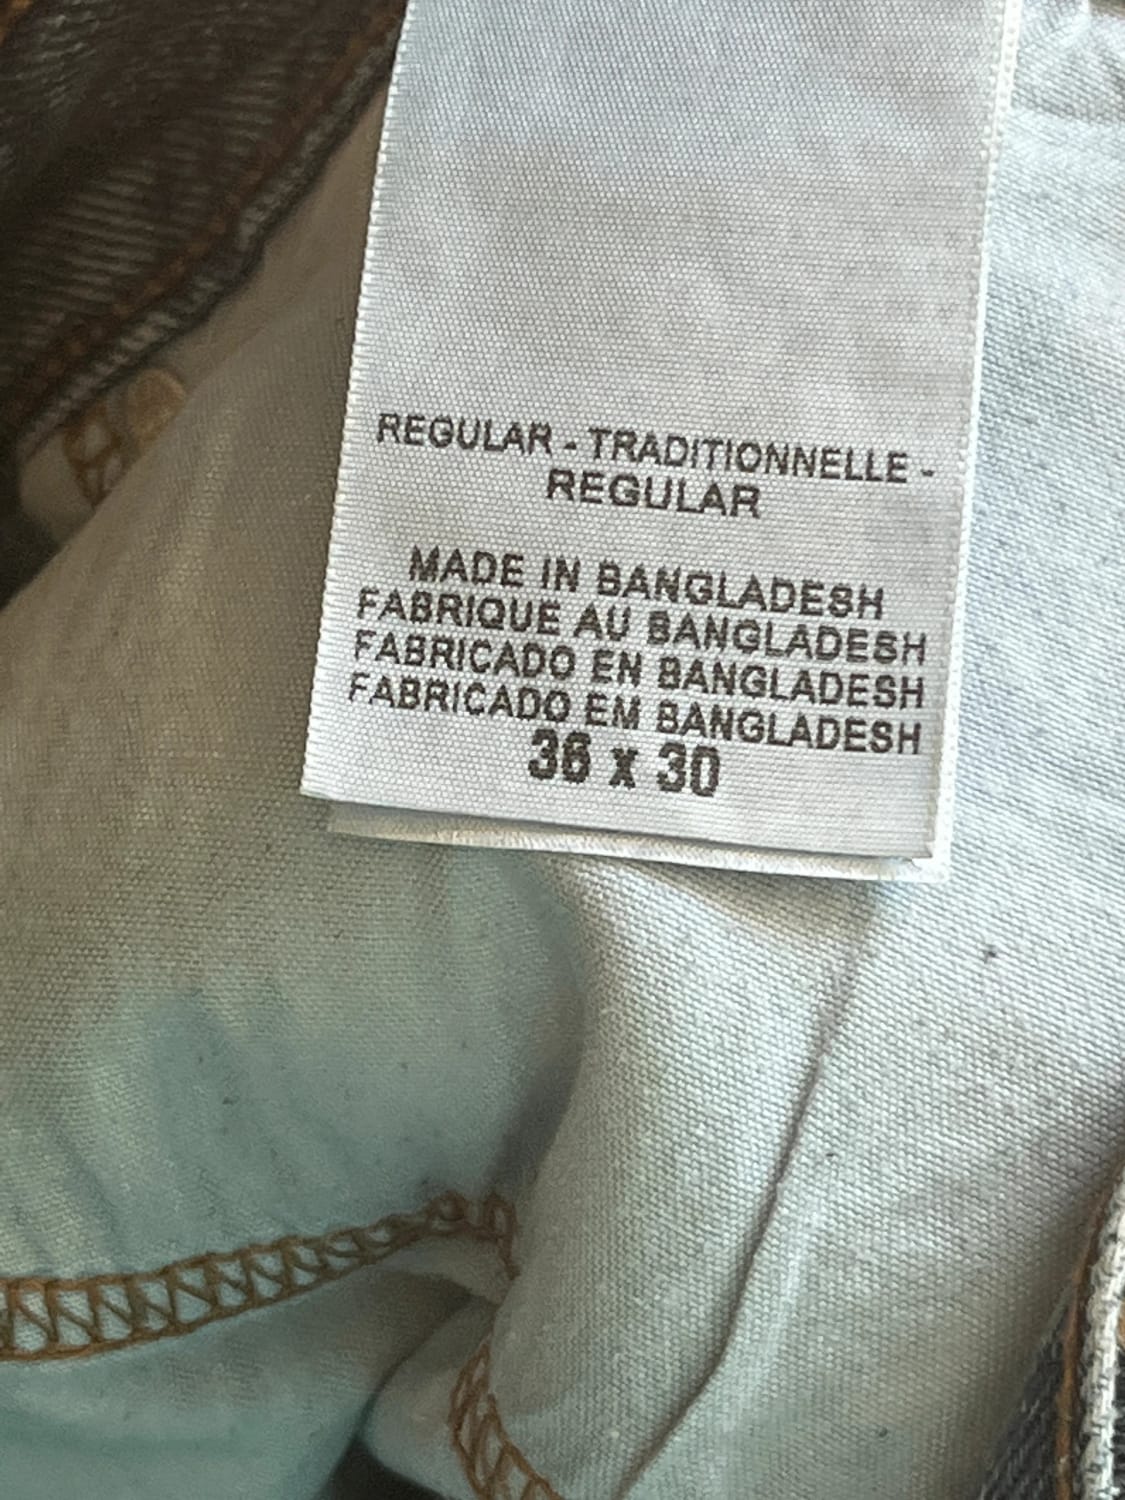 REGULAR - TRADITIONNELLE -
REGULAR
MADE IN BANGLADESH
FABRIQUE AU BANGLADESH
FABRICADO EN BANGLADESH
FABRICADO EM BANGLADESH
36 x 30